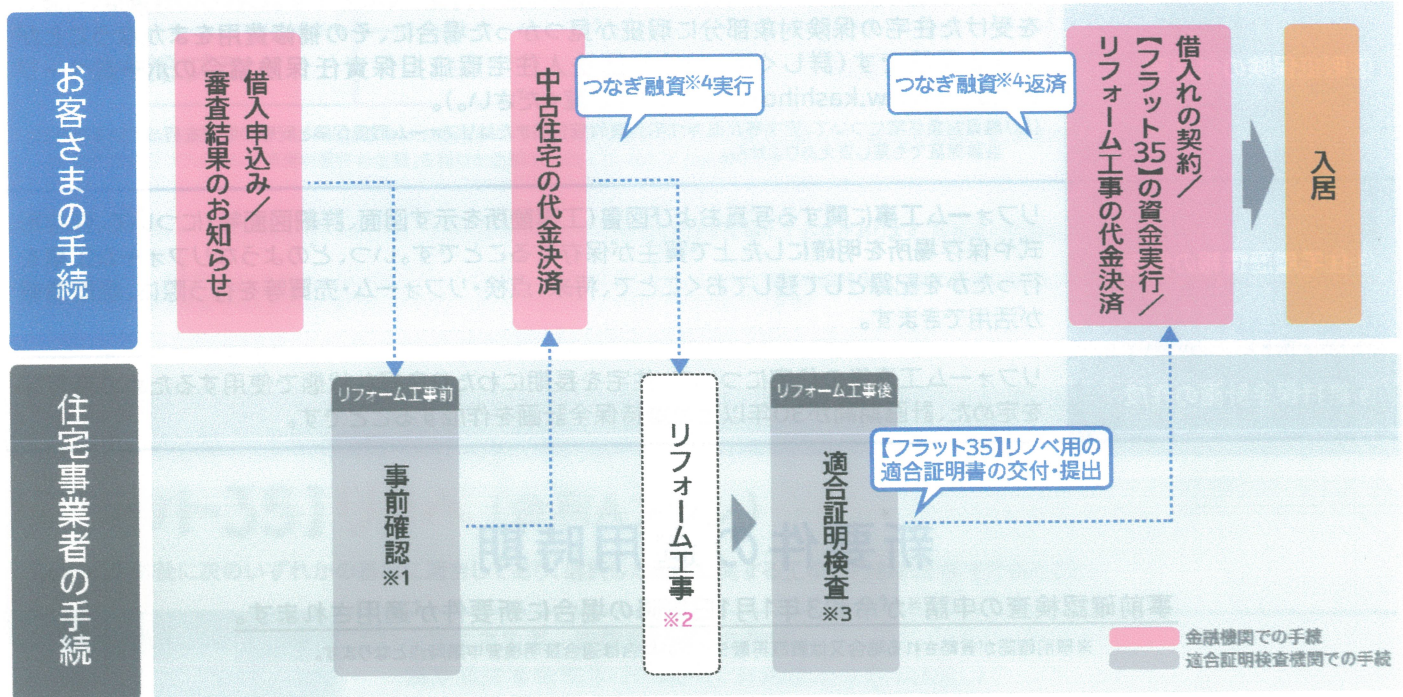 お客さまの手続
借入申込み／
審査結果のお知らせ
中古住宅の代金決済
つなぎ融資※4実行
つなぎ融資※4返済
借入れの契約／
【フラット35】の資金実行／
リフォーム工事の代金決済
入居
住宅事業者の手続
リフォーム工事前
事前確認
※1
リフォーム工事
※2
リフォーム工事後
適合証明検査
※3
【フラット35】リノベ用の
適合証明書の交付・提出
金融機関での手続
適合証明検査機関での手続